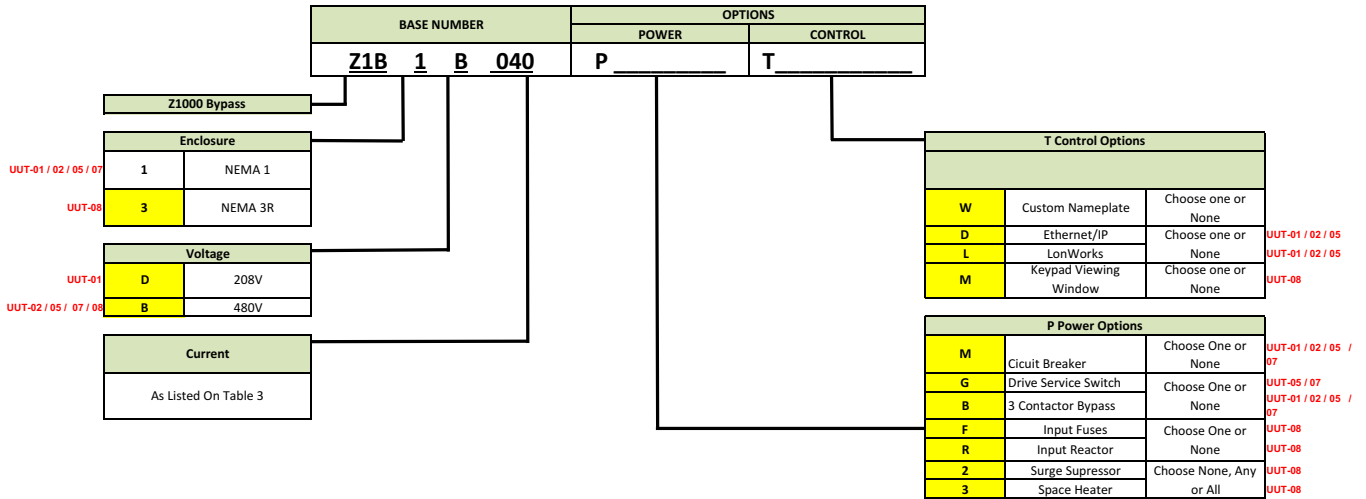 BASE NUMBER
OPTIONS
POWER
CONTROL
Z1B 1 B 040
P _________
T___________
Z1000 Bypass
Enclosure
UUT-01 / 02 / 05 / 07
1
NEMA 1
UUT-08
3
NEMA 3R
Voltage
UUT-01
D
208V
UUT-02 / 05 / 07 / 08
B
480V
Current
As Listed On Table 3
T Control Options
W
Custom Nameplate
Choose one or
None
D
Ethernet/IP
Choose one or
None
UUT-01 / 02 / 05
L
LonWorks
UUT-01 / 02 / 05
M
Keypad Viewing
Window
Choose one or
None
UUT-08
P Power Options
M
Cicuit Breaker
Choose One or
None
UUT-01 / 02 / 05 /
07
G
Drive Service Switch
Choose One or
None
UUT-05 / 07
B
3 Contactor Bypass
UUT-01 / 02 / 05 /
07
F
Input Fuses
Choose One or
None
UUT-08
R
Input Reactor
UUT-08
2
Surge Supressor
Choose None, Any
or All
UUT-08
3
Space Heater
UUT-08